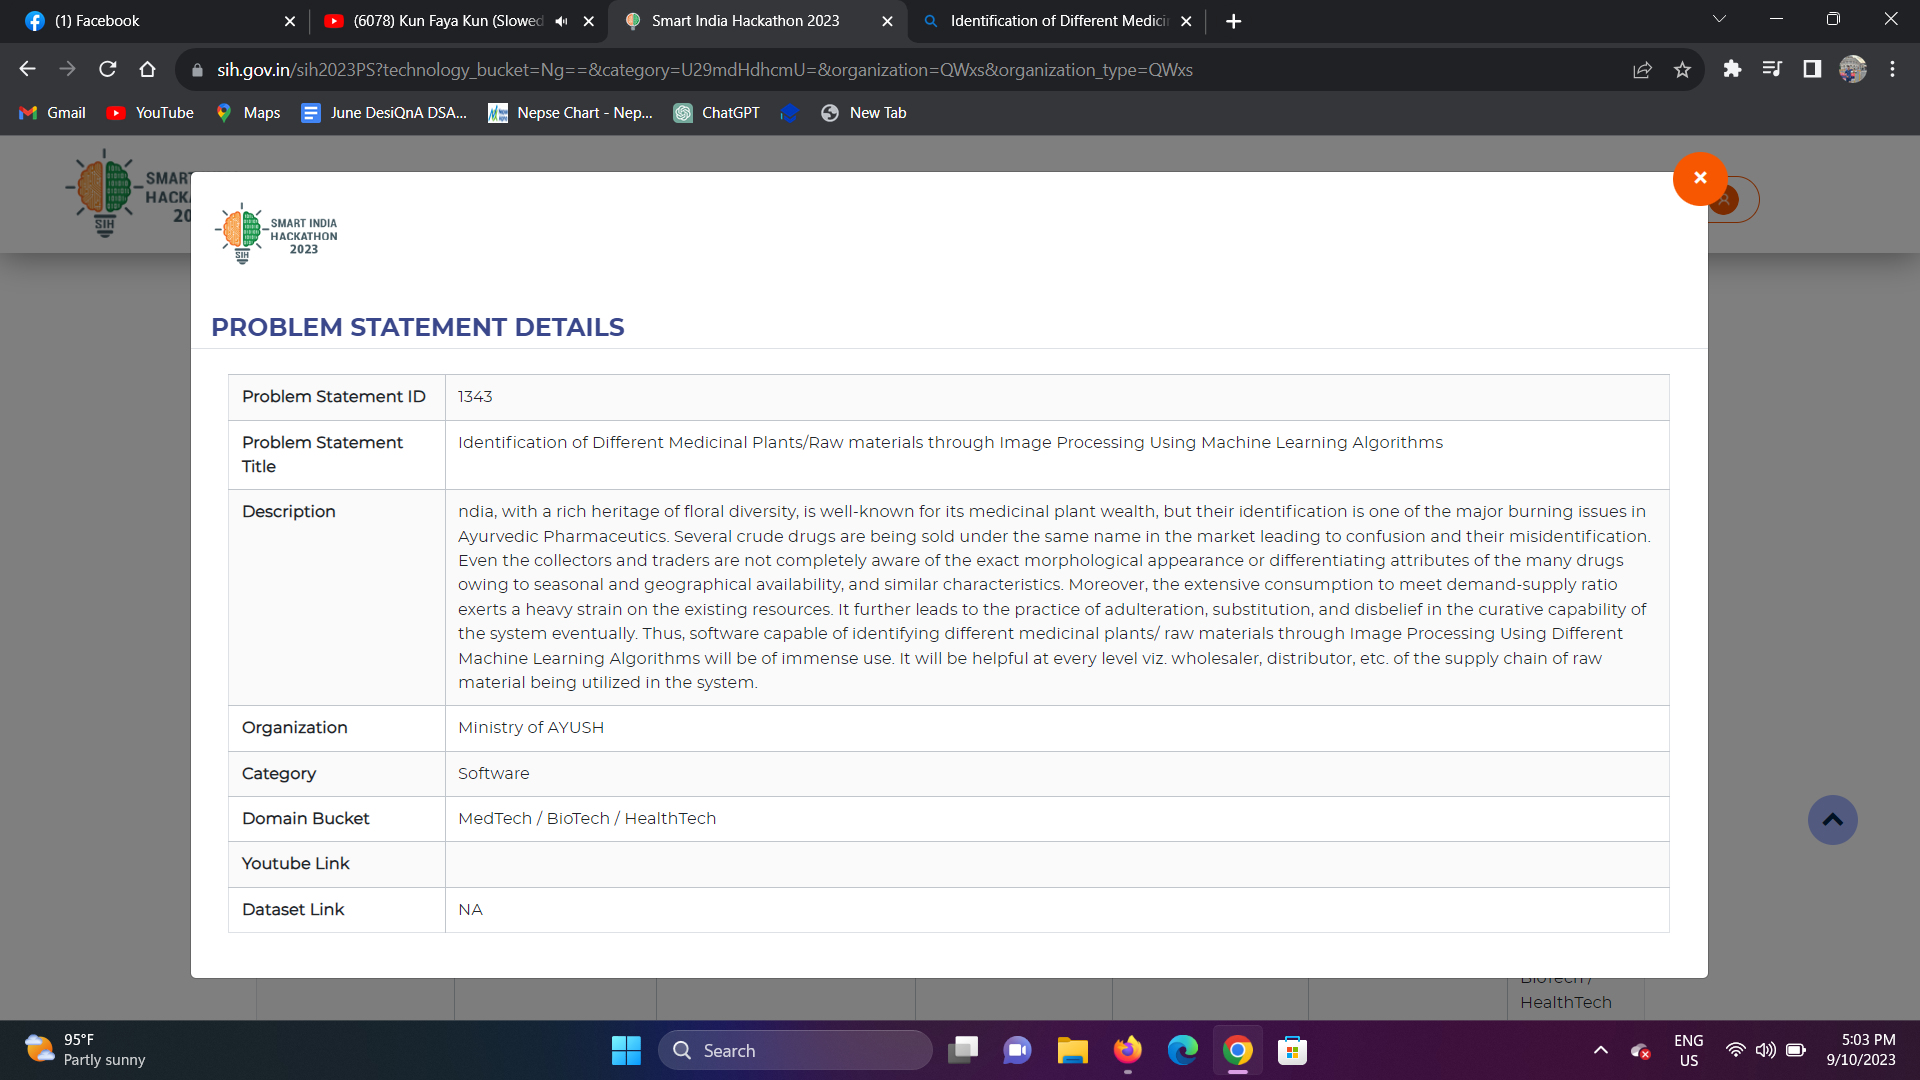 (1) Facebook
(6078) Kun Faya Kun (Slowed
Smart India Hackathon 2023
Identification of Different Medicin
sih.gov.in/sih2023PS?technology_bucket=Ng==&category=U29mdHdhcmU=&organization=QWxs&organization_type=QWxs
Gmail
YouTube
Maps
June DesiQnA DSA...
Nepse Chart - Nep...
ChatGPT
New Tab
SMART
HACKA
20
SIH
SMART INDIA
HACKATHON
2023
SIH
PROBLEM STATEMENT DETAILS
Problem Statement ID
1343
Problem Statement
Title
Identification of Different Medicinal Plants/Raw materials through Image Processing Using Machine Learning Algorithms
Description
ndia, with a rich heritage of floral diversity, is well-known for its medicinal plant wealth, but their identification is one of the major burning issues in
Ayurvedic Pharmaceutics. Several crude drugs are being sold under the same name in the market leading to confusion and their misidentification.
Even the collectors and traders are not completely aware of the exact morphological appearance or differentiating attributes of the many drugs
owing to seasonal and geographical availability, and similar characteristics. Moreover, the extensive consumption to meet demand-supply ratio
exerts a heavy strain on the existing resources. It further leads to the practice of adulteration, substitution, and disbelief in the curative capability of
the system eventually. Thus, software capable of identifying different medicinal plants/ raw materials through Image Processing Using Different
Machine Learning Algorithms will be of immense use. It will be helpful at every level viz. wholesaler, distributor, etc. of the supply chain of raw
material being utilized in the system.
Organization
Ministry of AYUSH
Category
Software
Domain Bucket
MedTech / BioTech / HealthTech
Youtube Link
Dataset Link
NA
BioTech /
HealthTech
95°F
Partly sunny
Search
ENG
US
5:03 PM
9/10/2023